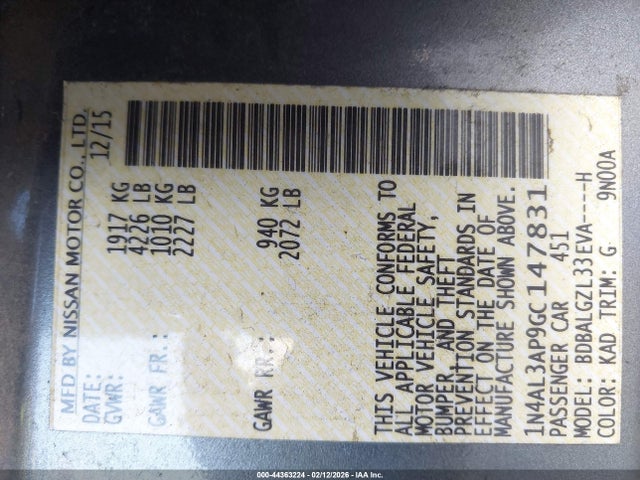 MFD BY NISSAN MOTOR CO., LTD.
DATE: 12/15
GVWR: 1917 KG
4226 LB
GAWR FR.: 1010 KG
2227 LB
GAWR RR.: 940 KG
2072 LB
THIS VEHICLE CONFORMS TO
ALL APPLICABLE FEDERAL
MOTOR VEHICLE SAFETY,
BUMPER, AND THEFT
PREVENTION STANDARDS IN
EFFECT ON THE DATE OF
MANUFACTURE SHOWN ABOVE.
1N4AL3AP9GC147831
PASSENGER CAR 451
MODEL: BDBALGZL33EVA----H
COLOR: KAD TRIM: G 9N00A
000-44363224 - 02/12/2026 - IAA Inc.